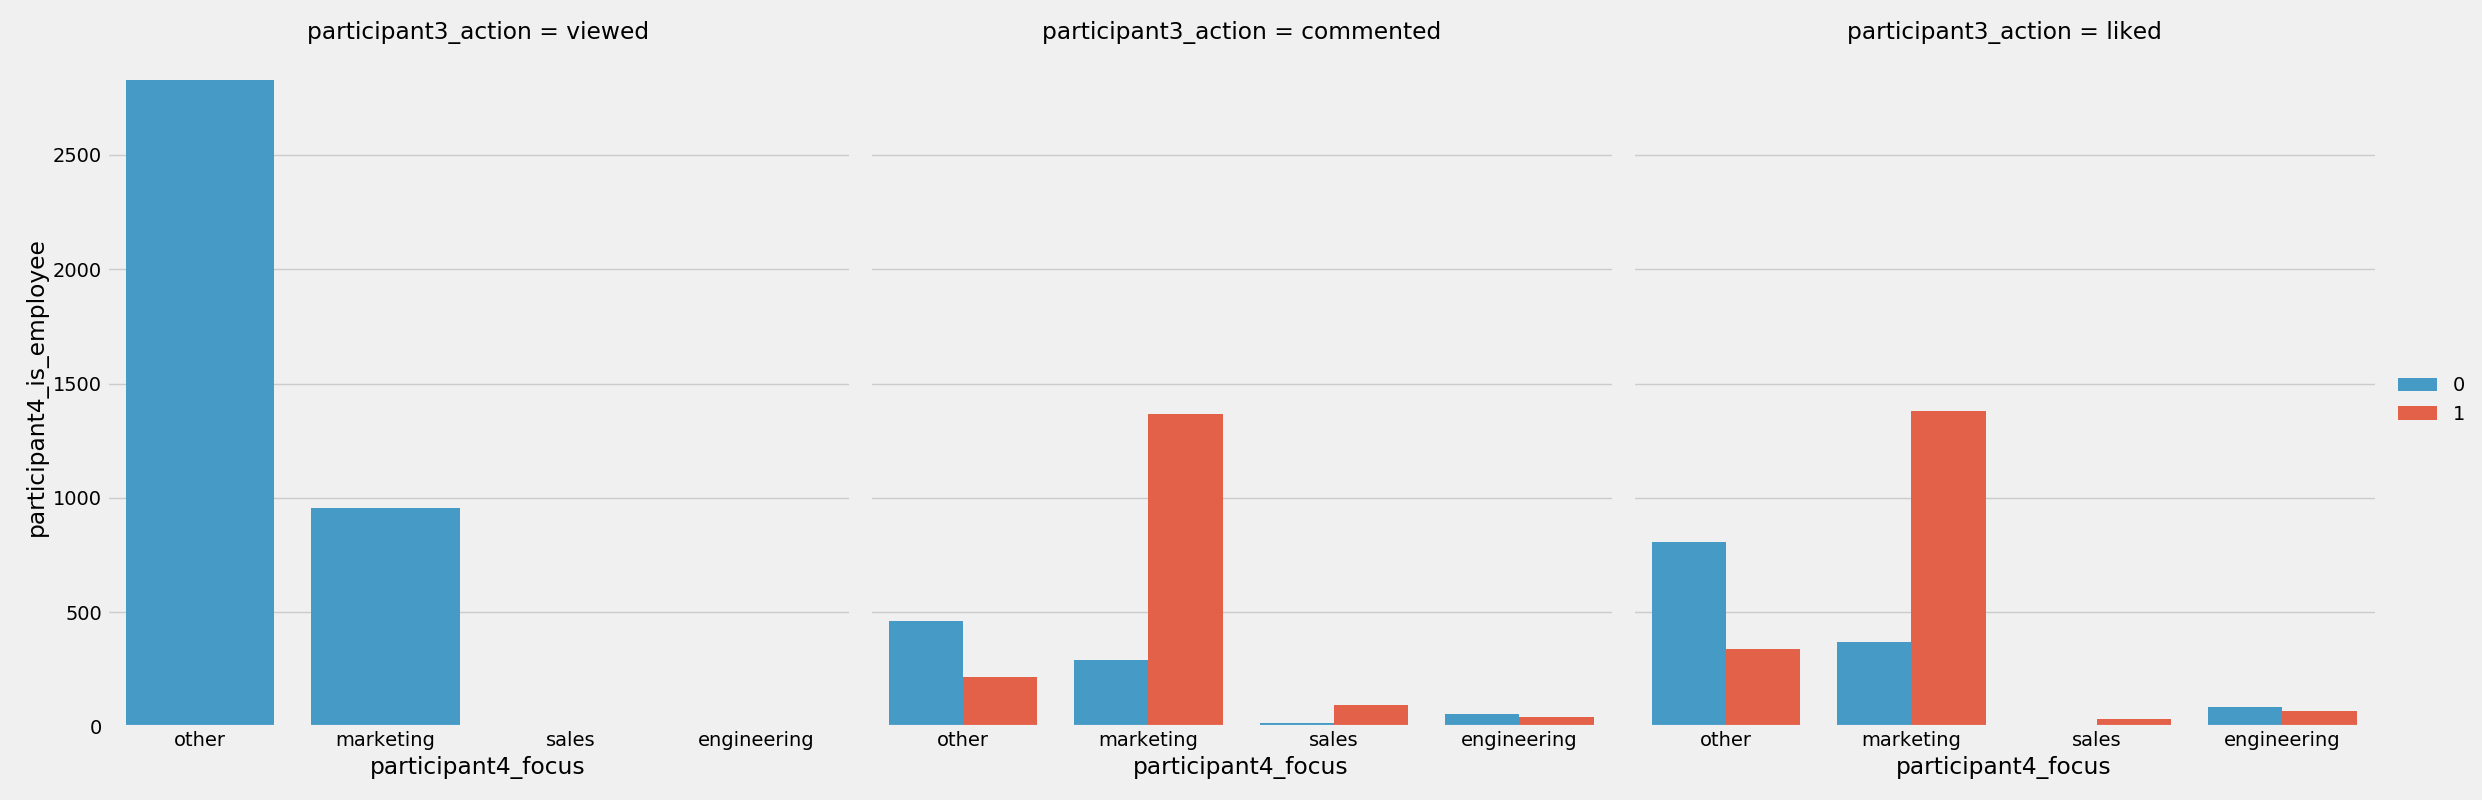 participant3_action = viewed
participant3_action = commented
participant3_action = liked
participant4_is_employee
2500
2000
1500
1000
500
0
other marketing sales engineering
participant4_focus
other marketing sales engineering
participant4_focus
other marketing sales engineering
participant4_focus
0
1